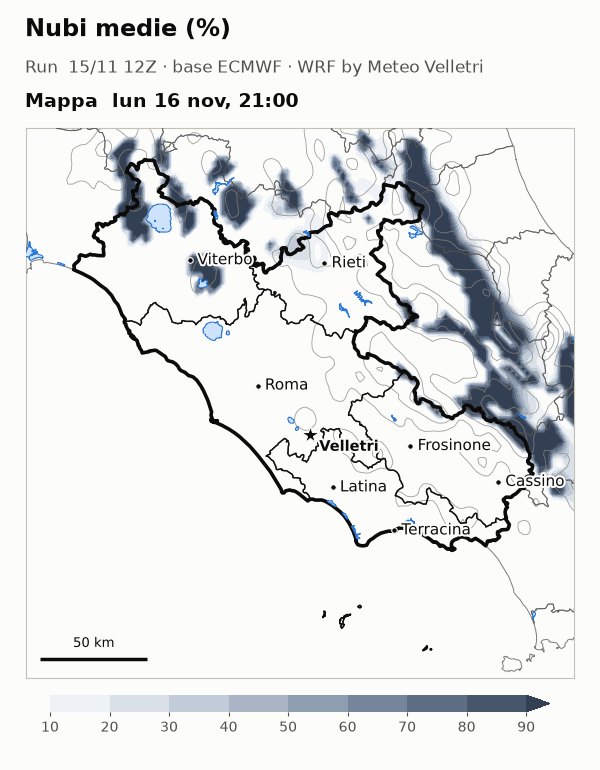 Nubi medie (%)
Run 15/11 12Z · base ECMWF · WRF by Meteo Velletri
Mappa lun 16 nov, 21:00
Viterbo
Rieti
Roma
Velletri
Frosinone
Cassino
Latina
Terracina
50 km
10 20 30 40 50 60 70 80 90